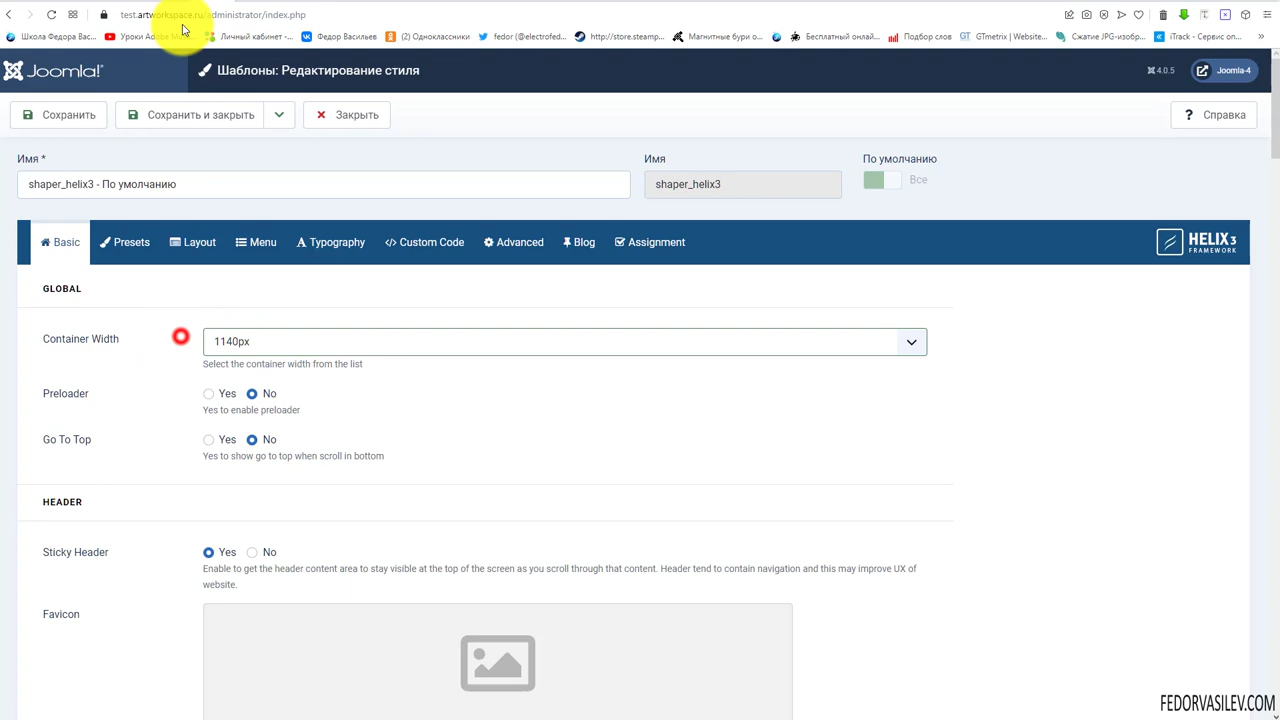 test.artworkspace.ru/administrator/index.php
Школа Федора Вас...
Уроки Adobe Mu
Личный кабинет -...
Федор Васильев
(2) Одноклассники
fedor (@electrofed...
http://store.steamp...
Магнитные бури о...
Бесплатный онлай...
Подбор слов
GTmetrix | Website...
Сжатие JPG-изобр...
iTrack - Сервис оп...
Joomla!
Шаблоны: Редактирование стиля
4.0.5
Joomla-4
Сохранить
Сохранить и закрыть
Закрыть
? Справка
Имя *
Имя
По умолчанию
shaper_helix3 - По умолчанию
shaper_helix3
Все
Basic
Presets
Layout
Menu
Typography
Custom Code
Advanced
Blog
Assignment
HELIX3
FRAMEWORK
GLOBAL
Container Width
1140px
Select the container width from the list
Preloader
Yes
No
Yes to enable preloader
Go To Top
Yes
No
Yes to show go to top when scroll in bottom
HEADER
Sticky Header
Yes
No
Enable to get the header content area to stay visible at the top of the screen as you scroll through that content. Header tend to contain navigation and this may improve UX of
website.
Favicon
FEDORVASILEV.COM